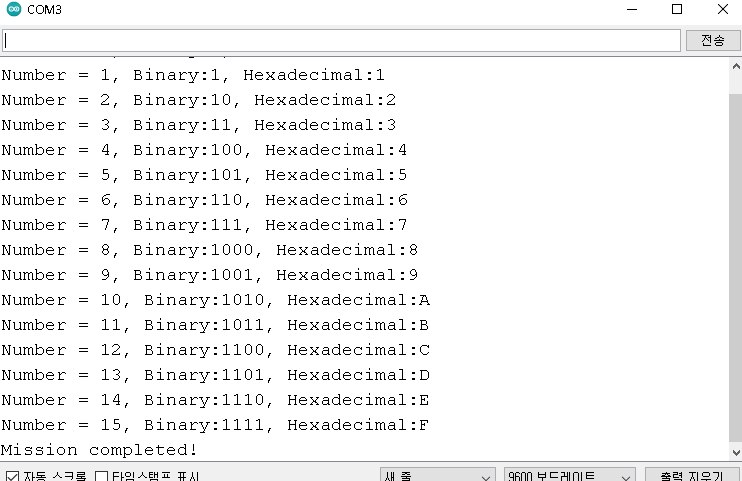 COM3
전송
Number = 1, Binary:1, Hexadecimal:1
Number = 2, Binary:10, Hexadecimal:2
Number = 3, Binary:11, Hexadecimal:3
Number = 4, Binary:100, Hexadecimal:4
Number = 5, Binary:101, Hexadecimal:5
Number = 6, Binary:110, Hexadecimal:6
Number = 7, Binary:111, Hexadecimal:7
Number = 8, Binary:1000, Hexadecimal:8
Number = 9, Binary:1001, Hexadecimal:9
Number = 10, Binary:1010, Hexadecimal:A
Number = 11, Binary:1011, Hexadecimal:B
Number = 12, Binary:1100, Hexadecimal:C
Number = 13, Binary:1101, Hexadecimal:D
Number = 14, Binary:1110, Hexadecimal:E
Number = 15, Binary:1111, Hexadecimal:F
Mission completed!
자동 스크롤 타임스탬프 표시 새 줄 9600 보드레이트 출력 지우기